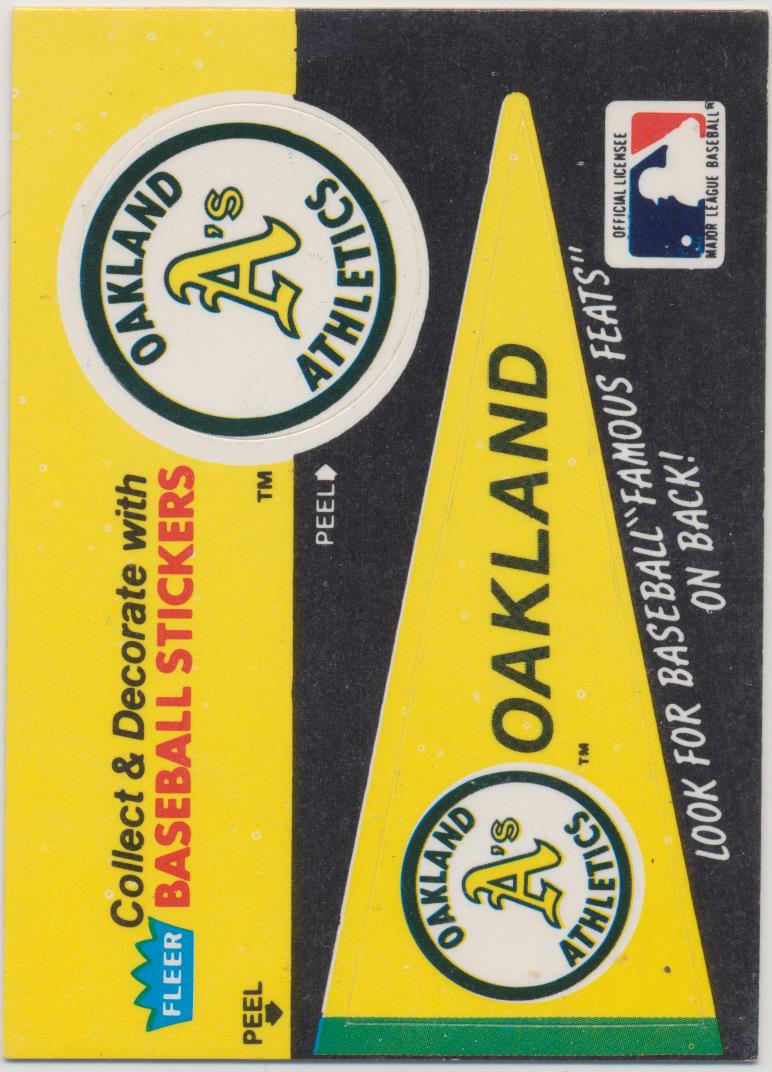 Collect & Decorate with
FLEER BASEBALL STICKERS
PEEL
OAKLAND
A's
ATHLETICS
TM
PEEL
OAKLAND
A's
ATHLETICS
OAKLAND
TM
LOOK FOR BASEBALL "FAMOUS FEATS"
ON BACK!
OFFICIAL LICENSEE
MAJOR LEAGUE BASEBALL®